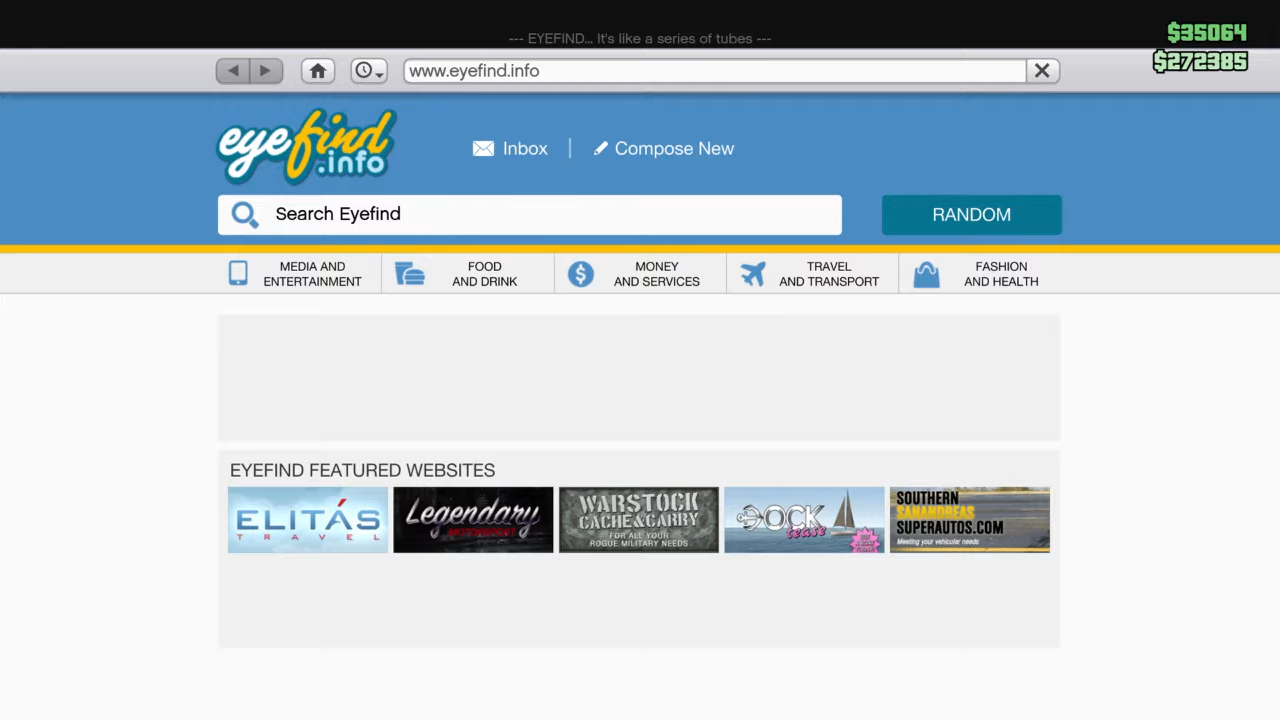 --- EYEFIND... It's like a series of tubes ---
$35064
$272385
www.eyefind.info
eyefind
.info
Inbox
Compose New
Search Eyefind
RANDOM
MEDIA AND
ENTERTAINMENT
FOOD
AND DRINK
MONEY
AND SERVICES
TRAVEL
AND TRANSPORT
FASHION
AND HEALTH
EYEFIND FEATURED WEBSITES
ELITÁS
TRAVEL
Legendary
MOTORSPORT
WARSTOCK
CACHE&CARRY
FOR ALL YOUR
ROGUE MILITARY NEEDS
DOCK
tease
SOUTHERN
SANANDREAS
SUPERAUTOS.COM
Meeting your vehicular needs